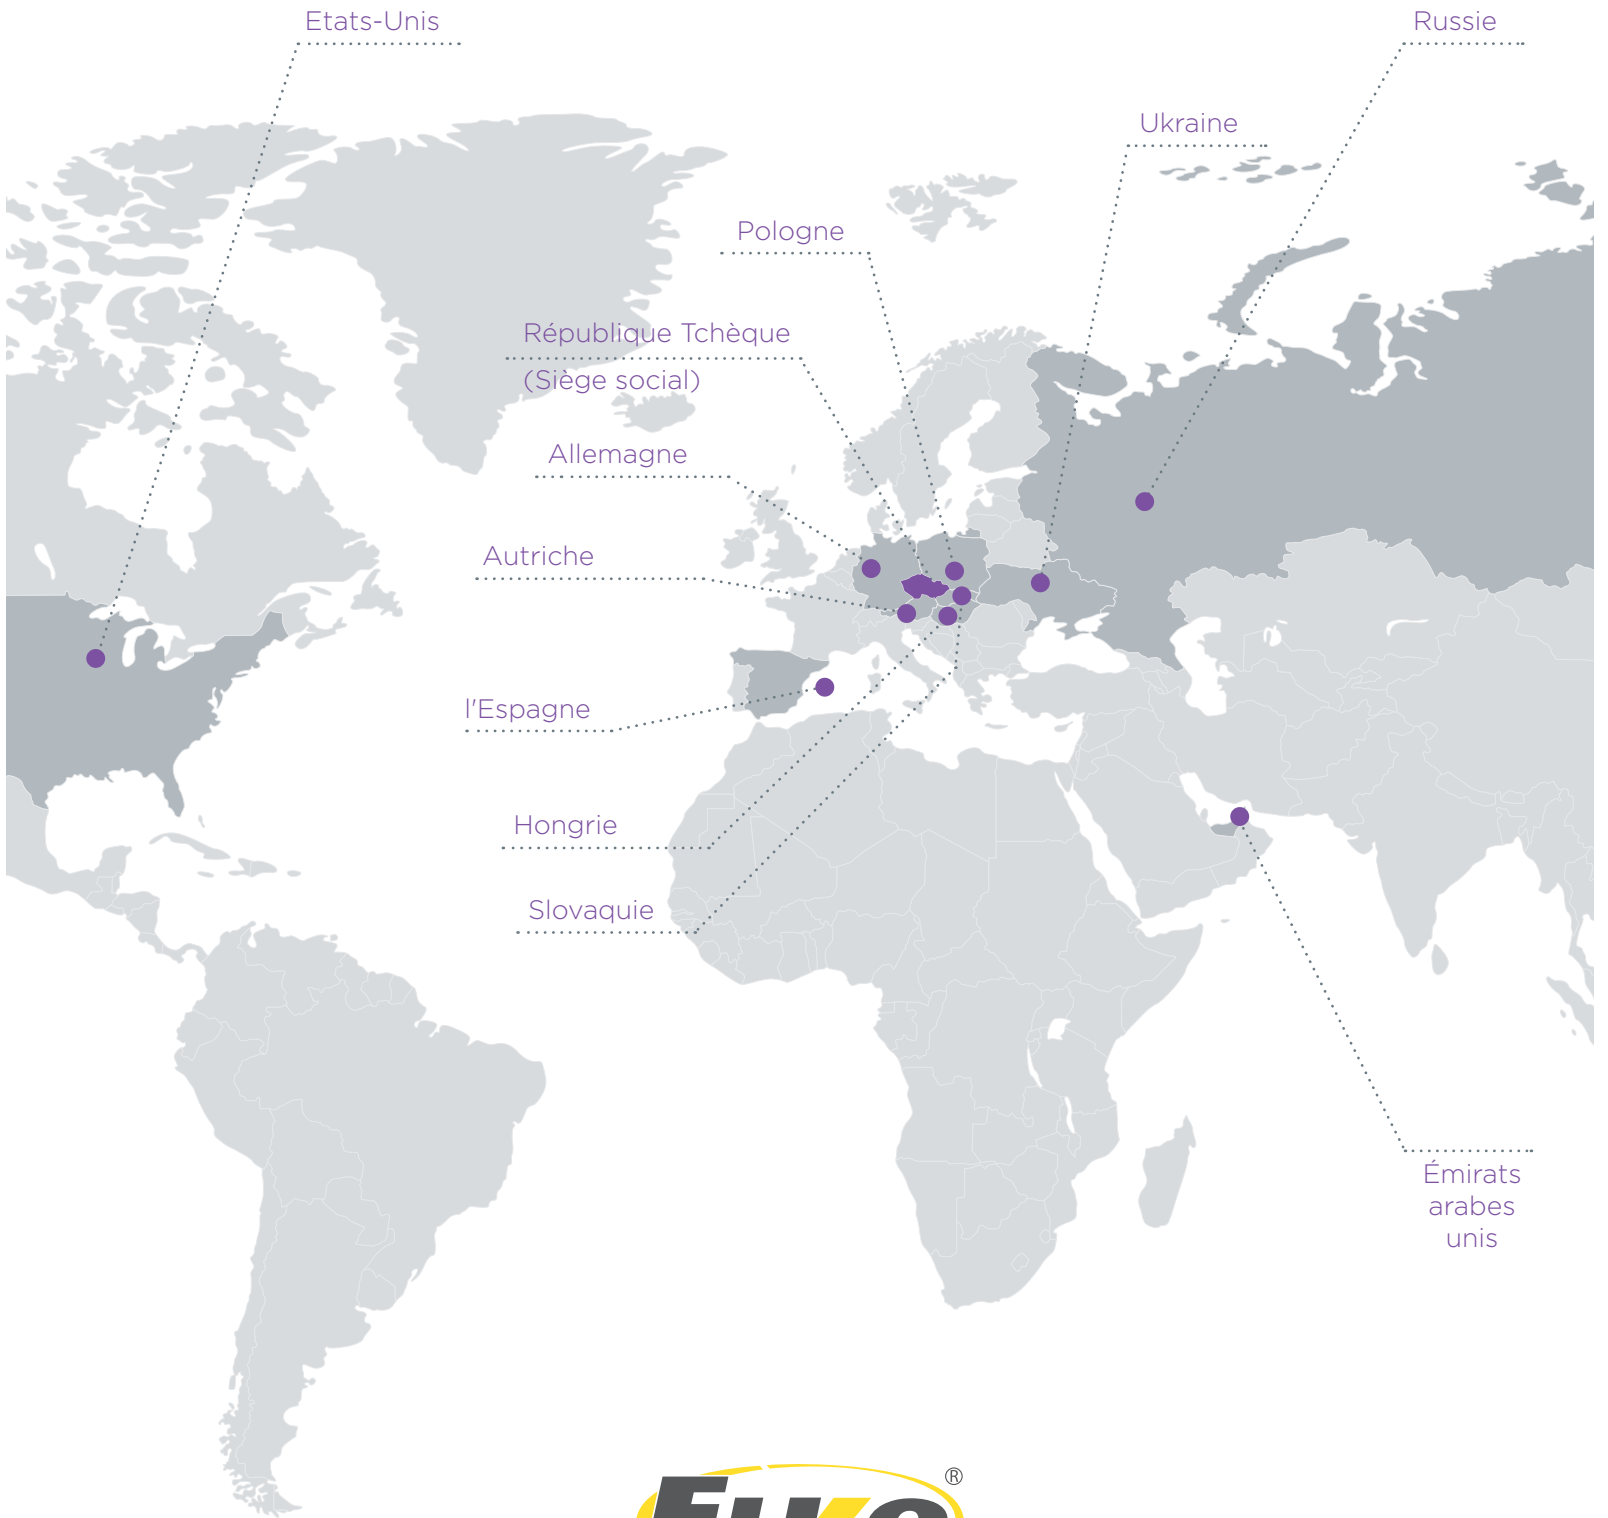 Etats-Unis
Russie
Ukraine
Pologne
République Tchèque
(Siège social)
Allemagne
Autriche
l'Espagne
Hongrie
Slovaquie
Émirats
arabes
unis
®